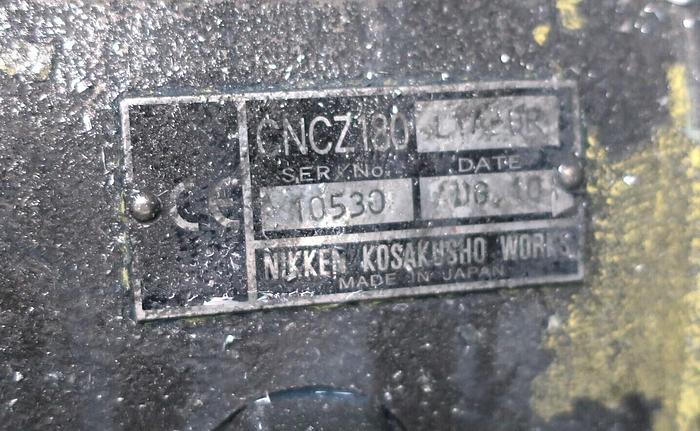 CNCZ180
SER. No. DATE
CE 10530 '08.10
NIKKEN KOSAKUSHO WORKS
MADE IN JAPAN